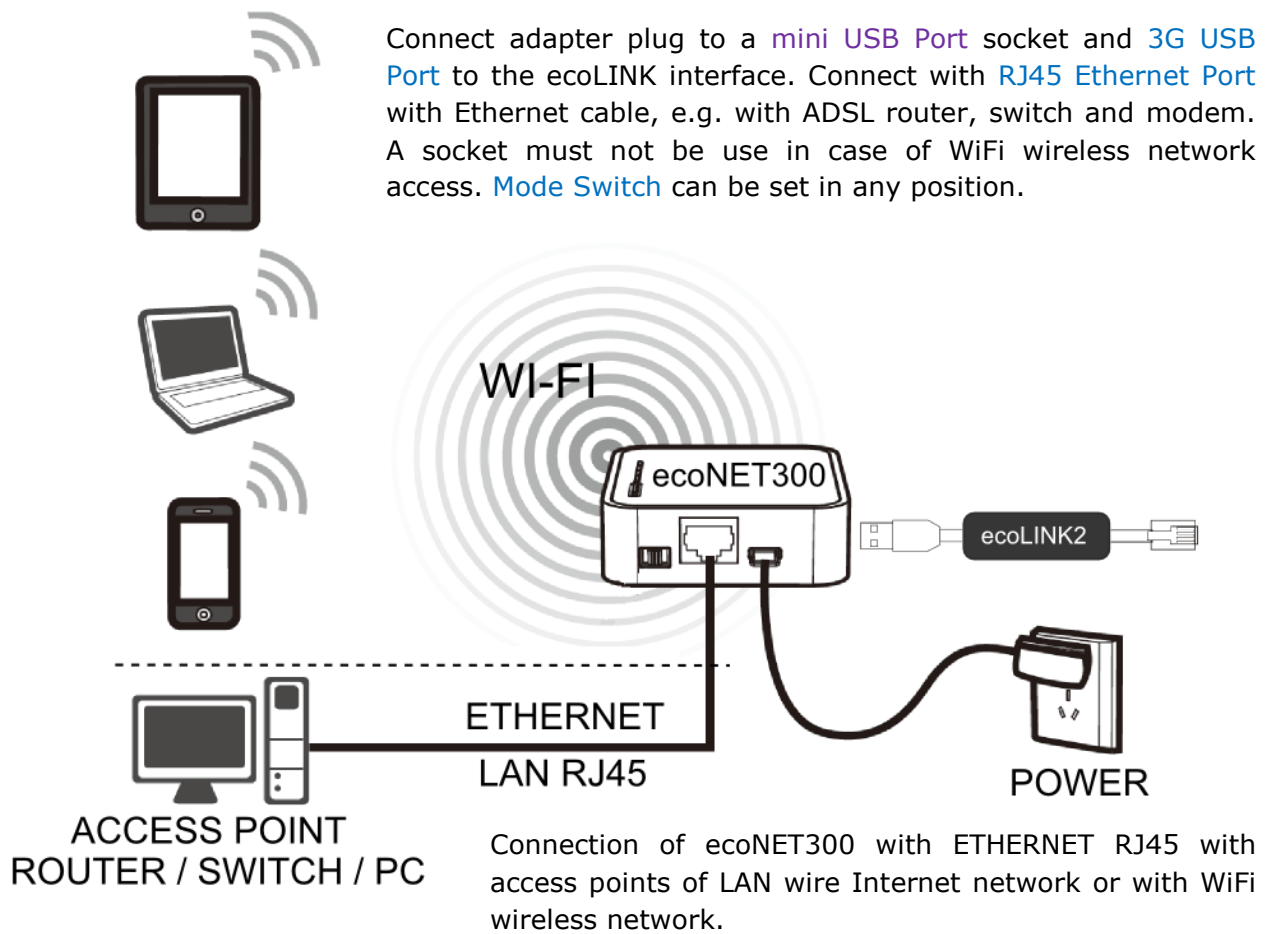 Connect adapter plug to a mini USB Port socket and 3G USB
Port to the ecoLINK interface. Connect with RJ45 Ethernet Port
with Ethernet cable, e.g. with ADSL router, switch and modem.
A socket must not be use in case of WiFi wireless network
access. Mode Switch can be set in any position.
WI-FI
ecoNET300
ecoLINK2
ETHERNET
LAN RJ45
POWER
ACCESS POINT
ROUTER / SWITCH / PC
Connection of ecoNET300 with ETHERNET RJ45 with
access points of LAN wire Internet network or with WiFi
wireless network.